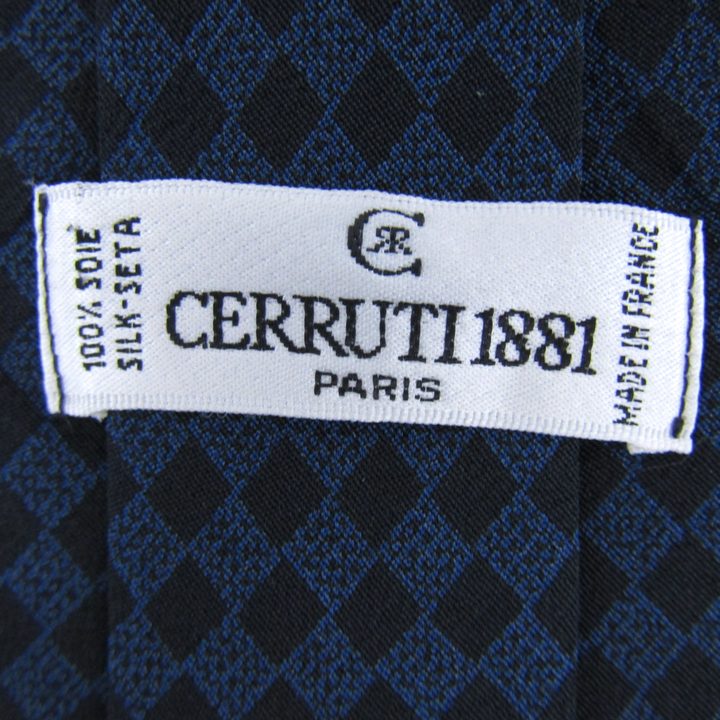 100% SOIE
SILK-SETA
CERRUTI 1881
PARIS
MADE IN FRANCE